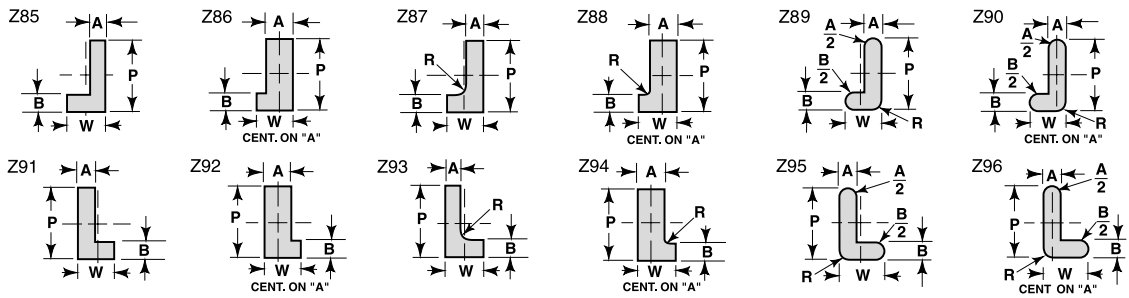 Z85 A P B W
Z86 A P B W CENT. ON "A"
Z87 A R P B W
Z88 A R P B W CENT. ON "A"
Z89 A A/2 B/2 P B W R
Z90 A A/2 B/2 P B W R CENT. ON "A"
Z91 A P B W
Z92 A P B W CENT. ON "A"
Z93 A R P B W
Z94 A R P B W CENT. ON "A"
Z95 A A/2 P B/2 B R W
Z96 A A/2 P B/2 B R W CENT ON "A"